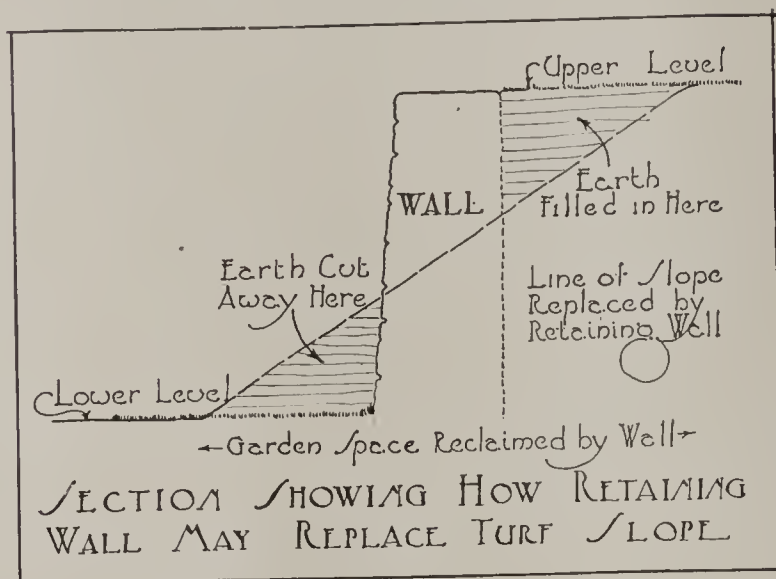 Upper Level
WALL
Earth
Filled in Here
Earth Cut
Away Here
Line of Slope
Replaced by
Retaining Wall
Lower Level
←Garden Space Reclaimed by Wall→
SECTION SHOWING HOW RETAINING
WALL MAY REPLACE TURF SLOPE